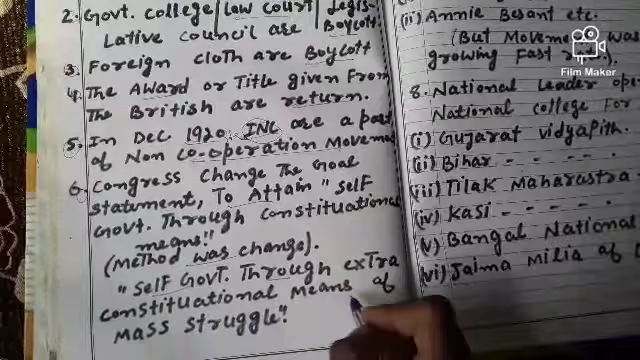 2. Govt. college / law court / Legis-
lative council are Boycott
3. Foreign cloth are Boycott
4. The Award or Title given From
The British are return.
5. In Dec 1920, INC are a part
of Non co-operation Movement
6. Congress change The Goal
statement, To Attain "self
Govt. Through constituational
means"
(Method was change).
"Self Govt. Through exTra
constituational Means of
Mass Struggle"
(ii) Annie Besant etc.
(But Movement was
growing Fast
8. National Leader
National college For
(i) Gujarat vidyapith.
(ii) Bihar - - - - -
(iii) Tilak Maharastra -
(iv) Kasi - - - - - -
(v) Bangal National
(vi) Jaima Milia of
Film Maker